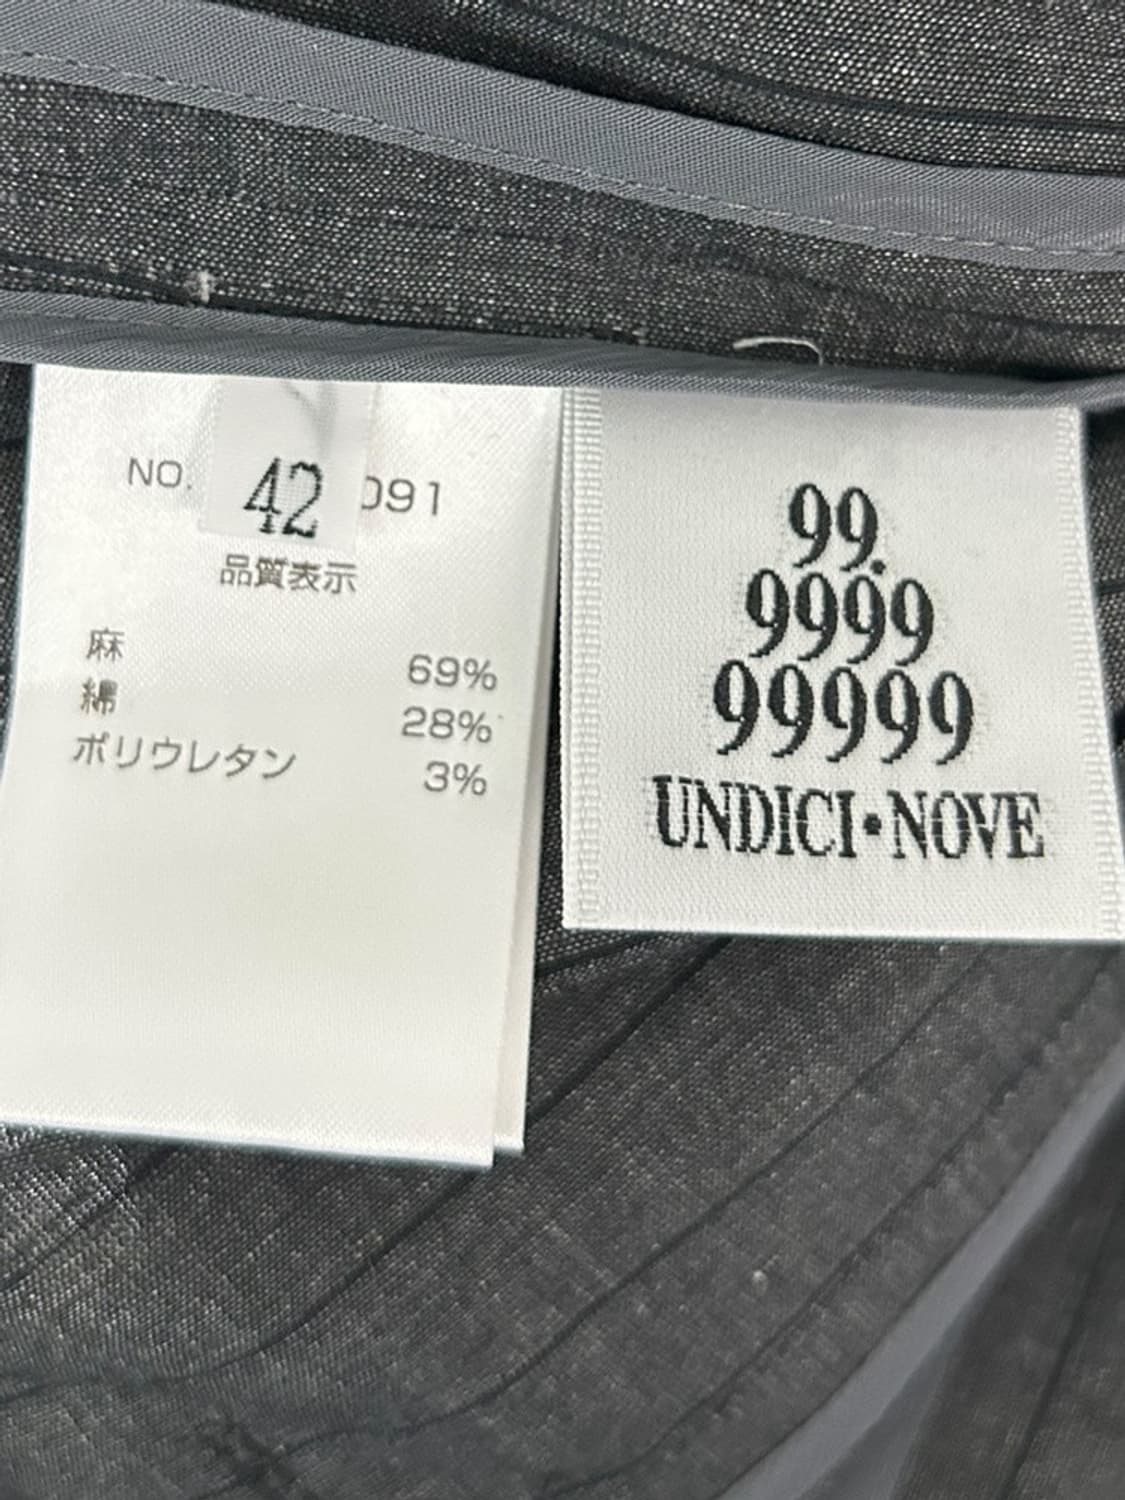 NO. 091
42
品質表示
麻 69%
綿 28%
ポリウレタン 3%
99.
9999
99999
UNDICI・NOVE